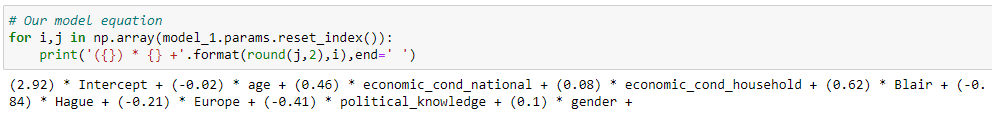 # Our model equation
for i,j in np.array(model_1.params.reset_index()):
    print('({}) * {} +'.format(round(j,2),i),end=' ')
(2.92) * Intercept + (-0.02) * age + (0.46) * economic_cond_national + (0.08) * economic_cond_household + (0.62) * Blair + (-0.
84) * Hague + (-0.21) * Europe + (-0.41) * political_knowledge + (0.1) * gender +